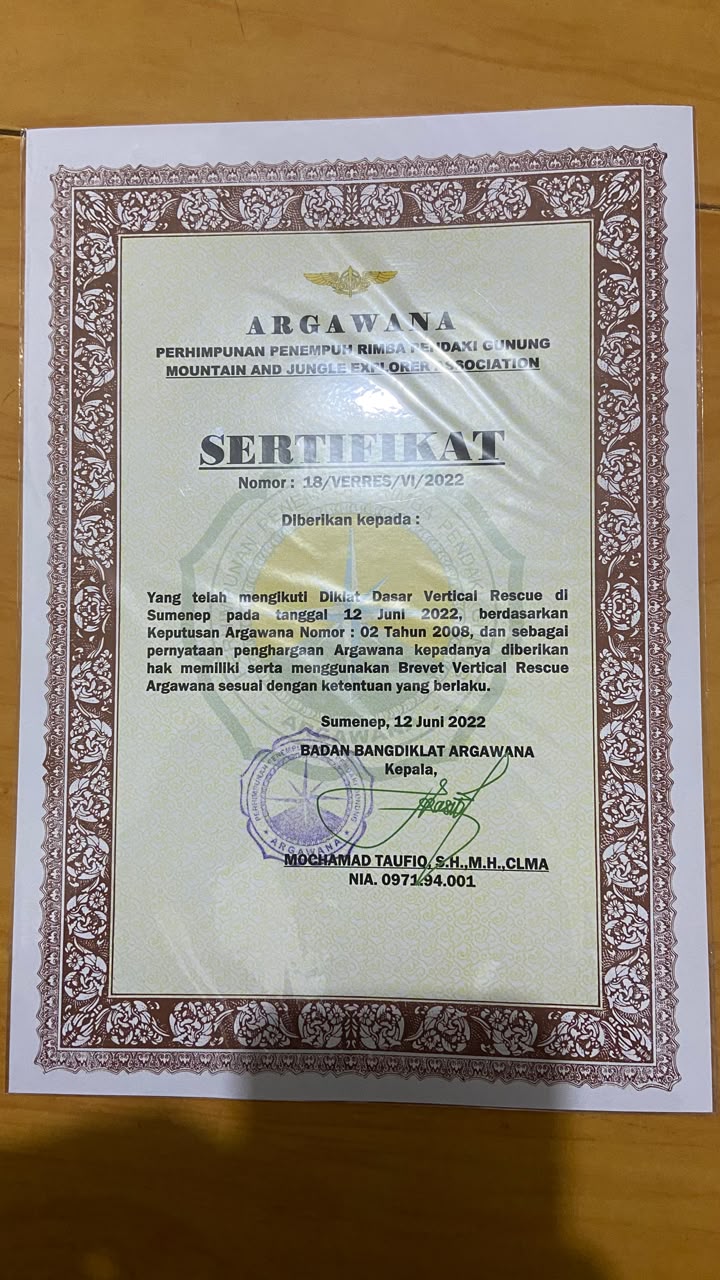 ARGAWANA
PERHIMPUNAN PENEMPUH RIMBA PENDAKI GUNUNG
MOUNTAIN AND JUNGLE EXPLORER ASSOCIATION
SERTIFIKAT
Nomor : 18/VERRES/VI/2022
Diberikan kepada :
Yang telah mengikuti Diklat Dasar Vertical Rescue di
Sumenep pada tanggal 12 Juni 2022, berdasarkan
Keputusan Argawana Nomor : 02 Tahun 2008, dan sebagai
pernyataan penghargaan Argawana kepadanya diberikan
hak memiliki serta menggunakan Brevet Vertical Rescue
Argawana sesuai dengan ketentuan yang berlaku.
Sumenep, 12 Juni 2022
BADAN BANGDIKLAT ARGAWANA
Kepala,
ARGAWANA
MOCHAMAD TAUFIQ, S.H.,M.H.,CLMA
NIA. 0971.94.001